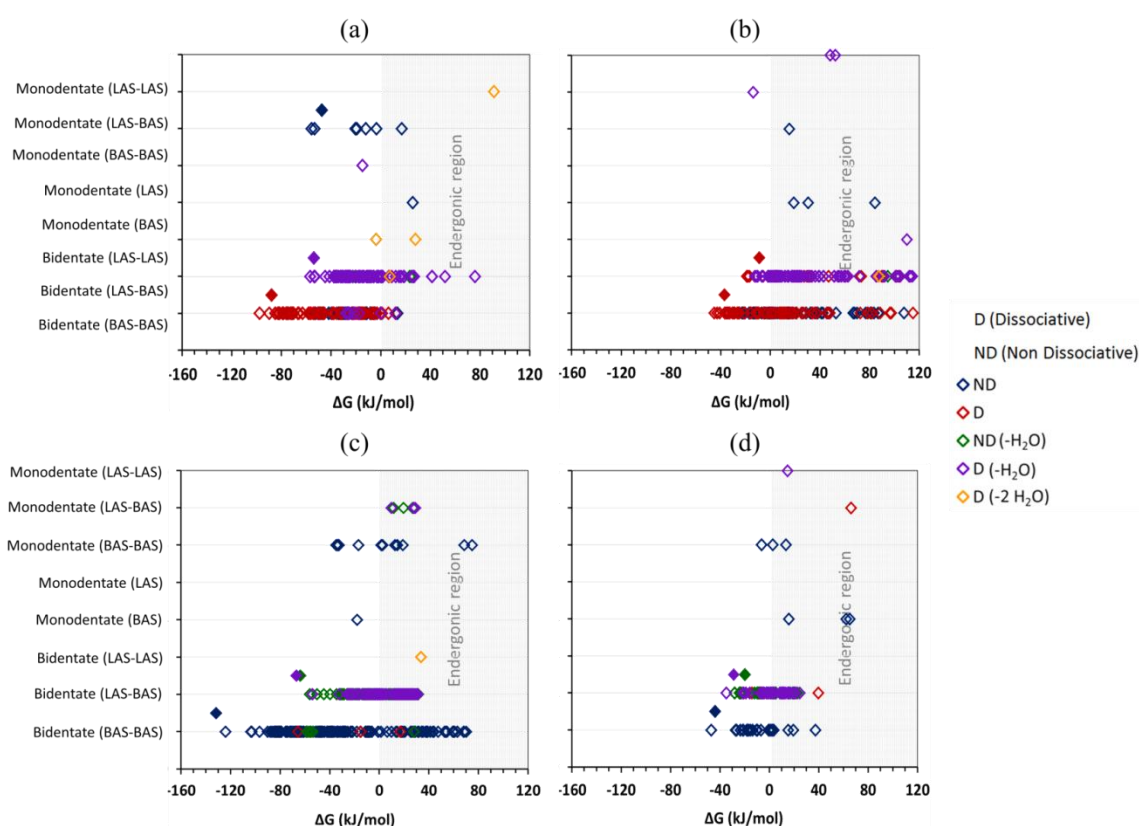 (a)
(b)
Monodentate (LAS-LAS)
Monodentate (LAS-BAS)
Monodentate (BAS-BAS)
Monodentate (LAS)
Monodentate (BAS)
Bidentate (LAS-LAS)
Bidentate (LAS-BAS)
Bidentate (BAS-BAS)
Endergonic region
Endergonic region
-160 -120 -80 -40 0 40 80 120
-160 -120 -80 -40 0 40 80 120
ΔG (kJ/mol)
ΔG (kJ/mol)
D (Dissociative)
ND (Non Dissociative)
ND
D
ND (-H₂O)
D (-H₂O)
D (-2 H₂O)
(c)
(d)
Monodentate (LAS-LAS)
Monodentate (LAS-BAS)
Monodentate (BAS-BAS)
Monodentate (LAS)
Monodentate (BAS)
Bidentate (LAS-LAS)
Bidentate (LAS-BAS)
Bidentate (BAS-BAS)
Endergonic region
Endergonic region
-160 -120 -80 -40 0 40 80 120
-160 -120 -80 -40 0 40 80 120
ΔG (kJ/mol)
ΔG (kJ/mol)